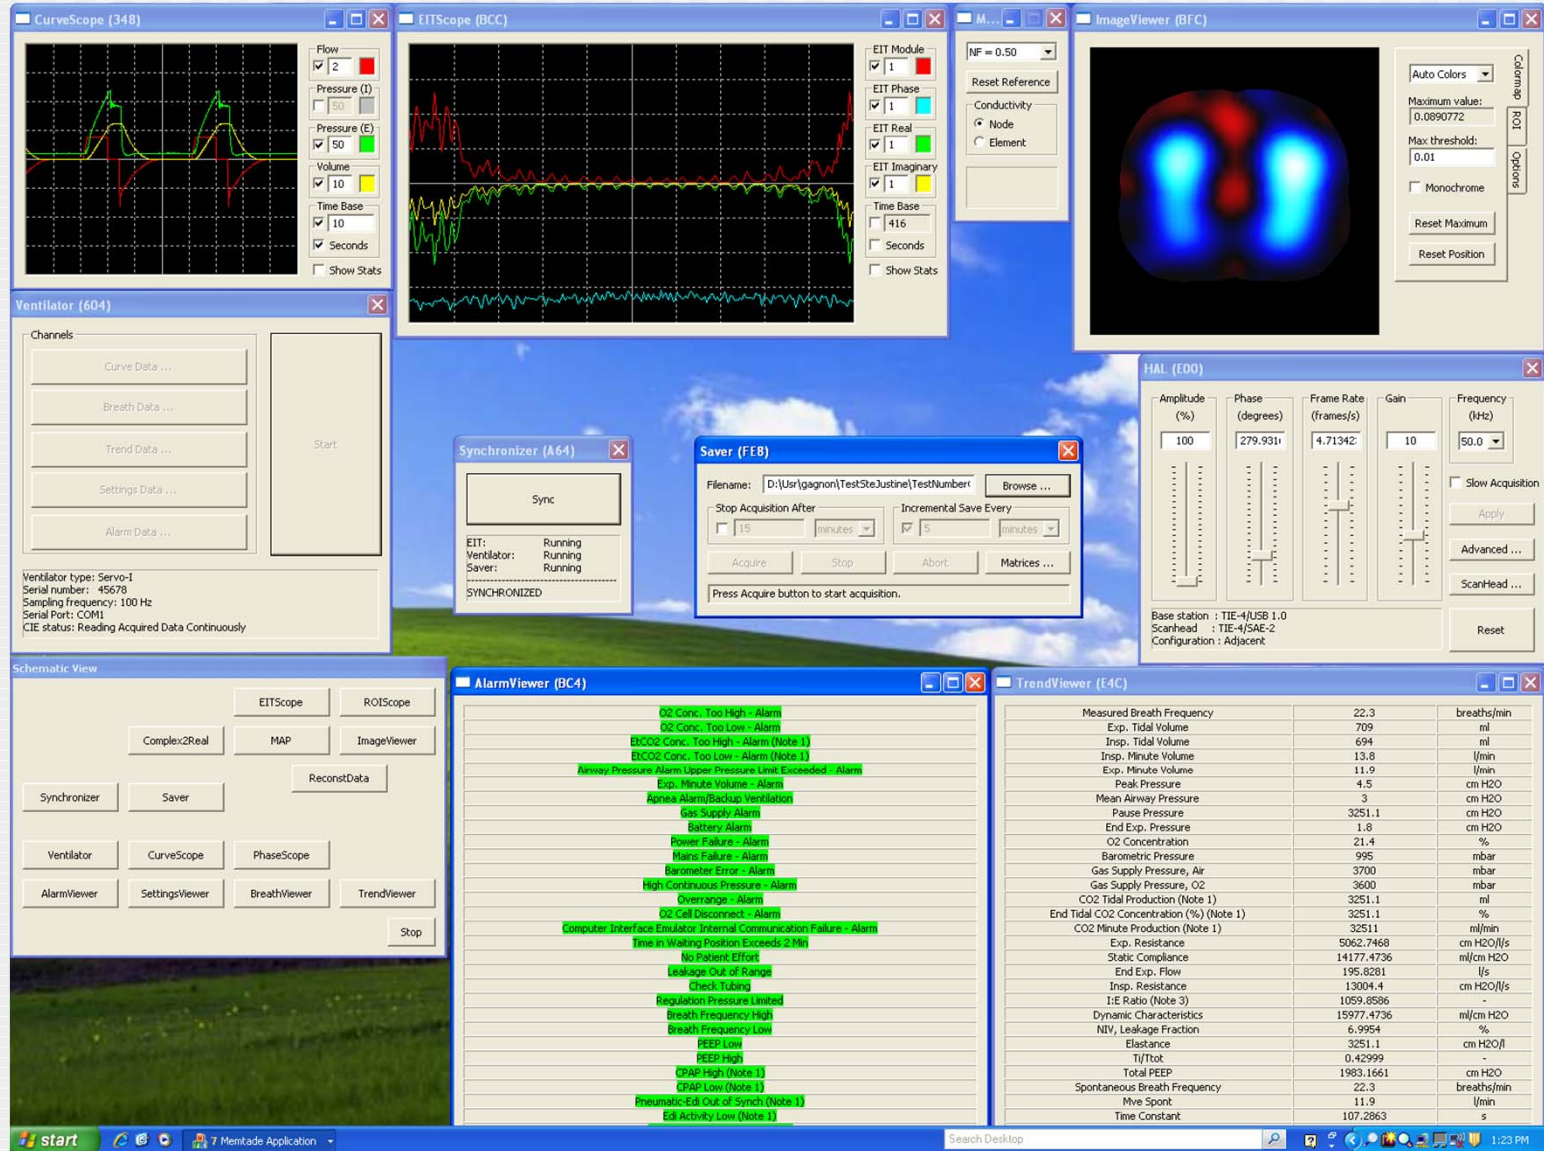 CurveScope (348)
Flow
2
Pressure (I)
50
Pressure (E)
50
Volume
10
Time Base
10
Seconds
Show Stats
EITScope (BCC)
EIT Module
1
EIT Phase
1
EIT Real
1
EIT Imaginary
1
Time Base
416
Seconds
Show Stats
M...
NF = 0.50
Reset Reference
Conductivity
Node
Element
ImageViewer (BFC)
Auto Colors
Maximum value:
0.0890772
Max threshold:
0.01
Monochrome
Reset Maximum
Reset Position
Colormap
ROI
Options
Ventilator (604)
Channels
Curve Data ...
Breath Data ...
Trend Data ...
Settings Data ...
Alarm Data ...
Start
Ventilator type: Servo-I
Serial number: 45678
Sampling frequency: 100 Hz
Serial Port: COM1
CIE status: Reading Acquired Data Continuously
Synchronizer (A64)
Sync
EIT: Running
Ventilator: Running
Saver: Running
SYNCHRONIZED
Saver (FE8)
Filename: D:\Usr\gagnon\TestSteJustine\TestNumber
Browse ...
Stop Acquisition After
15 minutes
Incremental Save Every
5 minutes
Acquire Stop Abort Matrices ...
Press Acquire button to start acquisition.
HAL (E00)
Amplitude (%)
100
Phase (degrees)
279.931
Frame Rate (frames/s)
4.71342
Gain
10
Frequency (kHz)
50.0
Slow Acquisition
Apply
Advanced ...
ScanHead ...
Reset
Base station : TIE-4/USB 1.0
Scanhead : TIE-4/SAE-2
Configuration : Adjacent
Schematic View
EITScope ROIScope
Complex2Real MAP ImageViewer
ReconstData
Synchronizer Saver
Ventilator CurveScope PhaseScope
AlarmViewer SettingsViewer BreathViewer TrendViewer
Stop
AlarmViewer (BC4)
O2 Conc. Too High - Alarm
O2 Conc. Too Low - Alarm
EtCO2 Conc. Too High - Alarm (Note 1)
EtCO2 Conc. Too Low - Alarm (Note 1)
Airway Pressure Alarm Upper Pressure Limit Exceeded - Alarm
Exp. Minute Volume - Alarm
Apnea Alarm/Backup Ventilation
Gas Supply Alarm
Battery Alarm
Power Failure - Alarm
Mains Failure - Alarm
Barometer Error - Alarm
High Continuous Pressure - Alarm
Overrange - Alarm
O2 Cell Disconnect - Alarm
Computer Interface Emulator Internal Communication Failure - Alarm
Time in Waiting Position Exceeds 2 Min
No Patient Effort
Leakage Out of Range
Check Tubing
Regulation Pressure Limited
Breath Frequency High
Breath Frequency Low
PEEP Low
PEEP High
CPAP High (Note 1)
CPAP Low (Note 1)
Pneumatic-Edi Out of Synch (Note 1)
Edi Activity Low (Note 1)
TrendViewer (E4C)
Measured Breath Frequency 22.3 breaths/min
Exp. Tidal Volume 709 ml
Insp. Tidal Volume 694 ml
Insp. Minute Volume 13.8 l/min
Exp. Minute Volume 11.9 l/min
Peak Pressure 4.5 cm H2O
Mean Airway Pressure 3 cm H2O
Pause Pressure 3251.1 cm H2O
End Exp. Pressure 1.8 cm H2O
O2 Concentration 21.4 %
Barometric Pressure 995 mbar
Gas Supply Pressure, Air 3700 mbar
Gas Supply Pressure, O2 3600 mbar
CO2 Tidal Production (Note 1) 3251.1 ml
End Tidal CO2 Concentration (%) (Note 1) 3251.1 %
CO2 Minute Production (Note 1) 32511 ml/min
Exp. Resistance 5062.7468 cm H2O/l/s
Static Compliance 14177.4736 ml/cm H2O
End Exp. Flow 195.8281 l/s
Insp. Resistance 13004.4 cm H2O/l/s
I:E Ratio (Note 3) 1059.8586 -
Dynamic Characteristics 15977.4736 ml/cm H2O
NIV, Leakage Fraction 6.9954 %
Elastance 3251.1 cm H2O/l
Ti/Ttot 0.42999 -
Total PEEP 1983.1661 cm H2O
Spontaneous Breath Frequency 22.3 breaths/min
Mve Spont 11.9 l/min
Time Constant 107.2863 s
start
7 Memtade Application
Search Desktop
1:23 PM